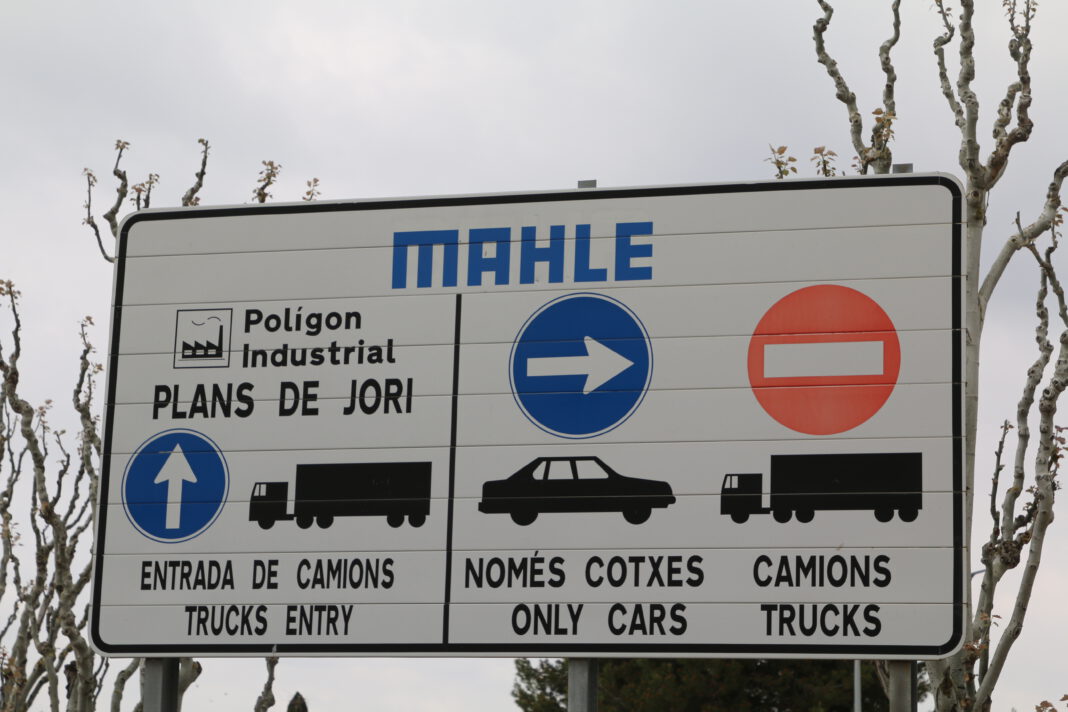 MAHLE
Polígon
Industrial
PLANS DE JORI
ENTRADA DE CAMIONS
TRUCKS ENTRY
NOMÉS COTXES
ONLY CARS
CAMIONS
TRUCKS